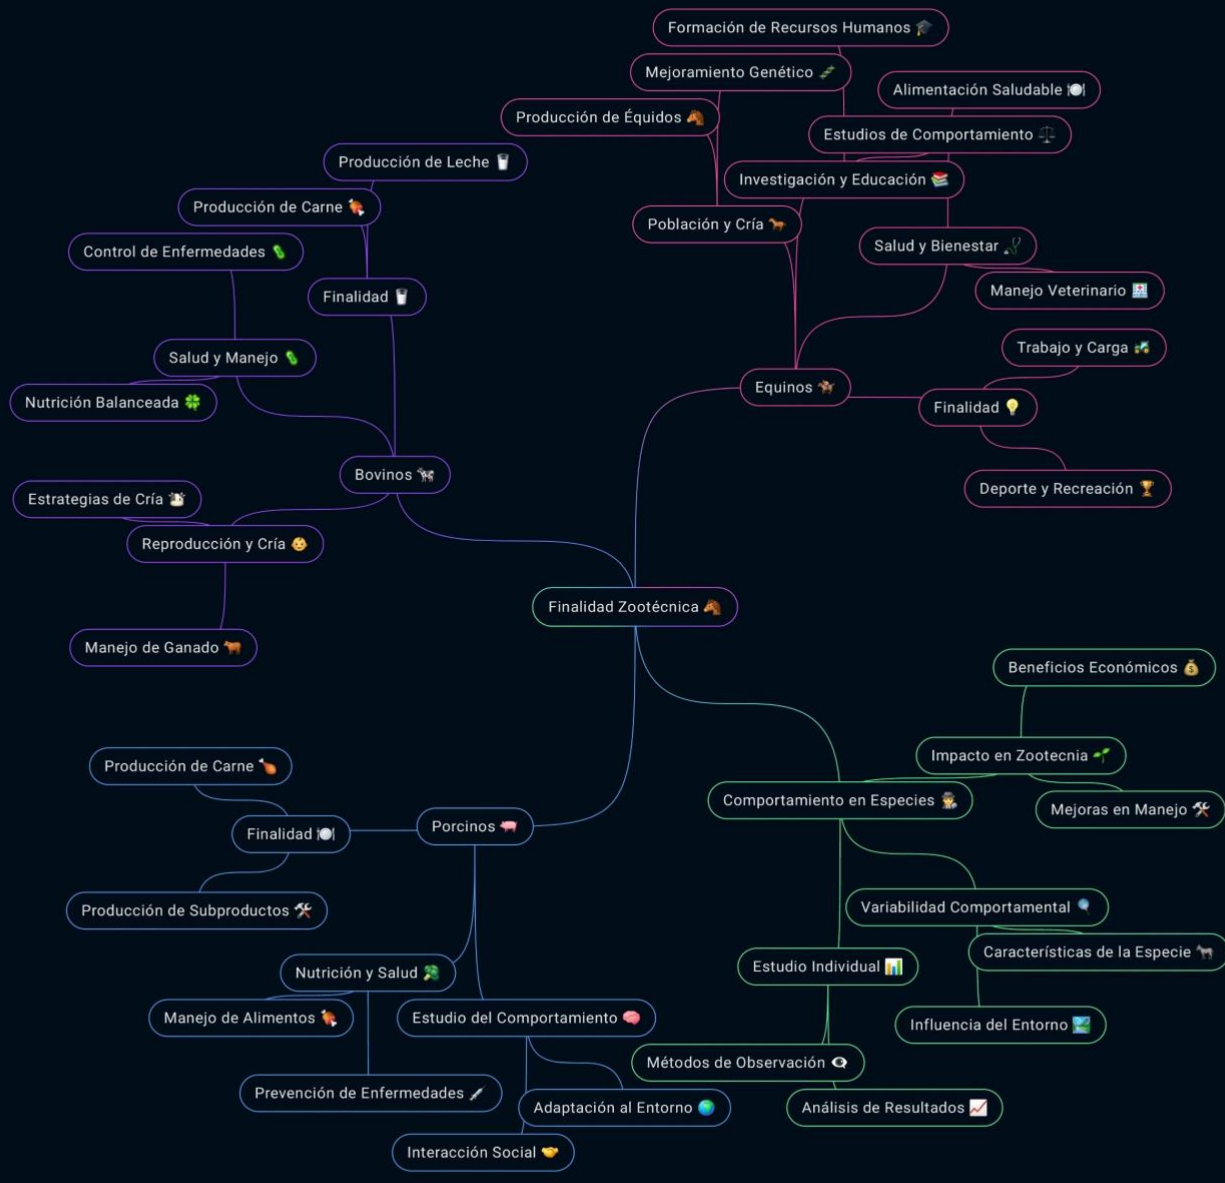 Formación de Recursos Humanos 🎓
Mejoramiento Genético 🧬
Alimentación Saludable 🍽️
Producción de Équidos 🐴
Estudios de Comportamiento ⚖️
Producción de Leche 🥛
Investigación y Educación 📚
Producción de Carne 🍖
Población y Cría 🐎
Control de Enfermedades 🦠
Salud y Bienestar 🩺
Manejo Veterinario 🏥
Finalidad 🥛
Trabajo y Carga 🚜
Salud y Manejo 🦠
Equinos 🏇
Nutrición Balanceada 🍀
Finalidad 💡
Bovinos 🐄
Deporte y Recreación 🏆
Estrategias de Cría 🐮
Reproducción y Cría 👶
Finalidad Zootécnica 🐴
Manejo de Ganado 🐂
Beneficios Económicos 💰
Impacto en Zootecnia 🌱
Producción de Carne 🍗
Comportamiento en Especies 🕵️
Mejoras en Manejo 🛠️
Porcinos 🐖
Finalidad 🍽️
Variabilidad Comportamental 🔍
Producción de Subproductos 🛠️
Características de la Especie 🐎
Estudio Individual 📊
Nutrición y Salud 🥦
Manejo de Alimentos 🍖
Estudio del Comportamiento 🧠
Influencia del Entorno 🏞️
Métodos de Observación 👁️‍🗨️
Prevención de Enfermedades 💉
Adaptación al Entorno 🌍
Análisis de Resultados 📈
Interacción Social 🤝